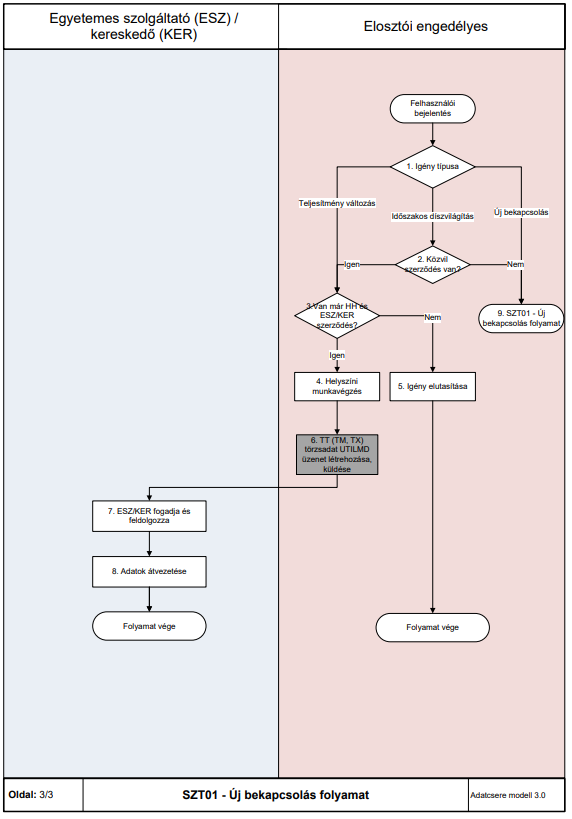 Egyetemes szolgáltató (ESZ) /
kereskedő (KER)
Elosztói engedélyes
Felhasználói
bejelentés
1. Igény típusa
Teljesítmény változás
Időszakos díszvilágítás
Új bekapcsolás
2. Közvil
szerződés van?
Igen
Nem
3.Van már HH és
ESZ/KER
szerződés?
Nem
9. SZT01 - Új
bekapcsolás folyamat
Igen
4. Helyszíni
munkavégzés
5. Igény elutasítása
6. TT (TM, TX)
törzsadat UTILMD
üzenet létrehozása,
küldése
7. ESZ/KER fogadja és
feldolgozza
8. Adatok átvezetése
Folyamat vége
Folyamat vége
Oldal: 3/3
SZT01 - Új bekapcsolás folyamat
Adatcsere modell 3.0